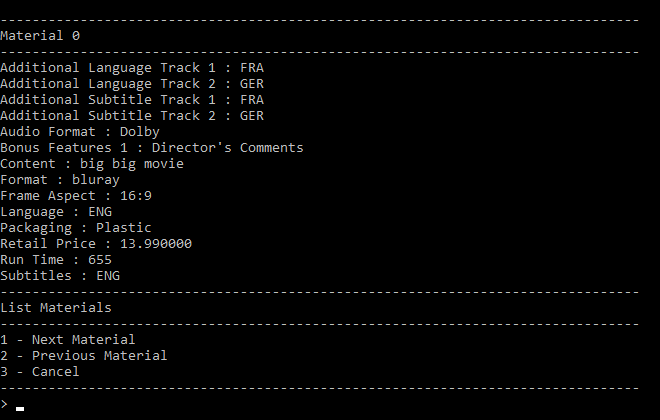 --------------------------------------------------------------------------------
Material 0
--------------------------------------------------------------------------------
Additional Language Track 1 : FRA
Additional Language Track 2 : GER
Additional Subtitle Track 1 : FRA
Additional Subtitle Track 2 : GER
Audio Format : Dolby
Bonus Features 1 : Director's Comments
Content : big big movie
Format : bluray
Frame Aspect : 16:9
Language : ENG
Packaging : Plastic
Retail Price : 13.990000
Run Time : 655
Subtitles : ENG
--------------------------------------------------------------------------------
List Materials
--------------------------------------------------------------------------------
1 - Next Material
2 - Previous Material
3 - Cancel
--------------------------------------------------------------------------------
> _